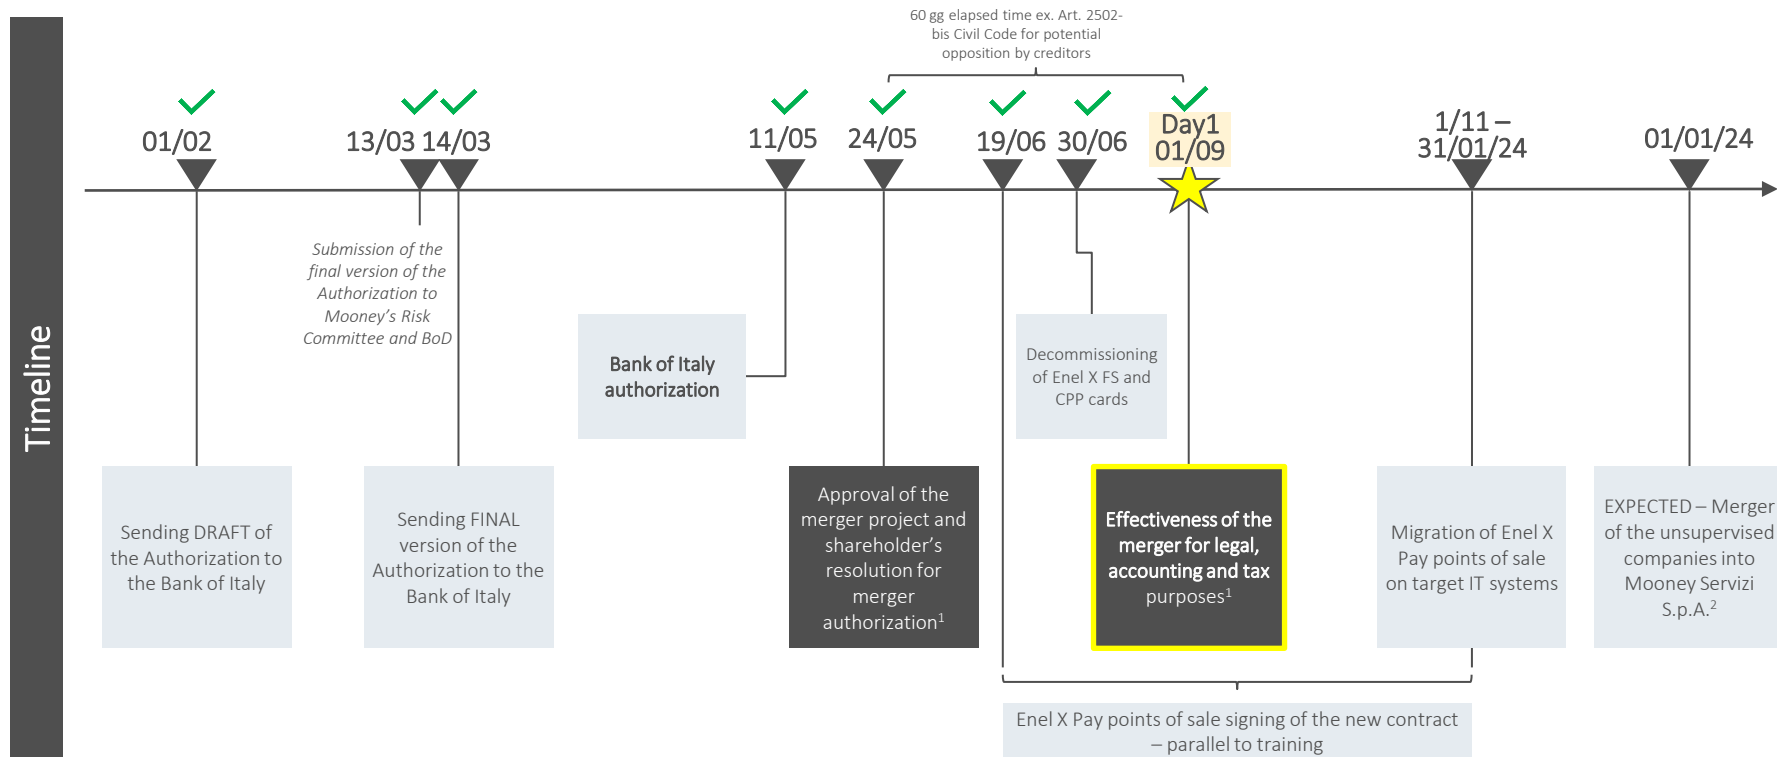 Timeline
60 gg elapsed time ex. Art. 2502-
bis Civil Code for potential
opposition by creditors
01/02
13/03
14/03
11/05
24/05
19/06
30/06
Day1
01/09
1/11 –
31/01/24
01/01/24
Submission of the
final version of the
Authorization to
Mooney's Risk
Committee and BoD
Bank of Italy
authorization
Decommissioning
of Enel X FS and
CPP cards
Sending DRAFT of
the Authorization to
the Bank of Italy
Sending FINAL
version of the
Authorization to the
Bank of Italy
Approval of the
merger project and
shareholder's
resolution for
merger
authorization1
Effectiveness of the
merger for legal,
accounting and tax
purposes1
Migration of Enel X
Pay points of sale
on target IT systems
EXPECTED – Merger
of the unsupervised
companies into
Mooney Servizi
S.p.A.2
Enel X Pay points of sale signing of the new contract
– parallel to training